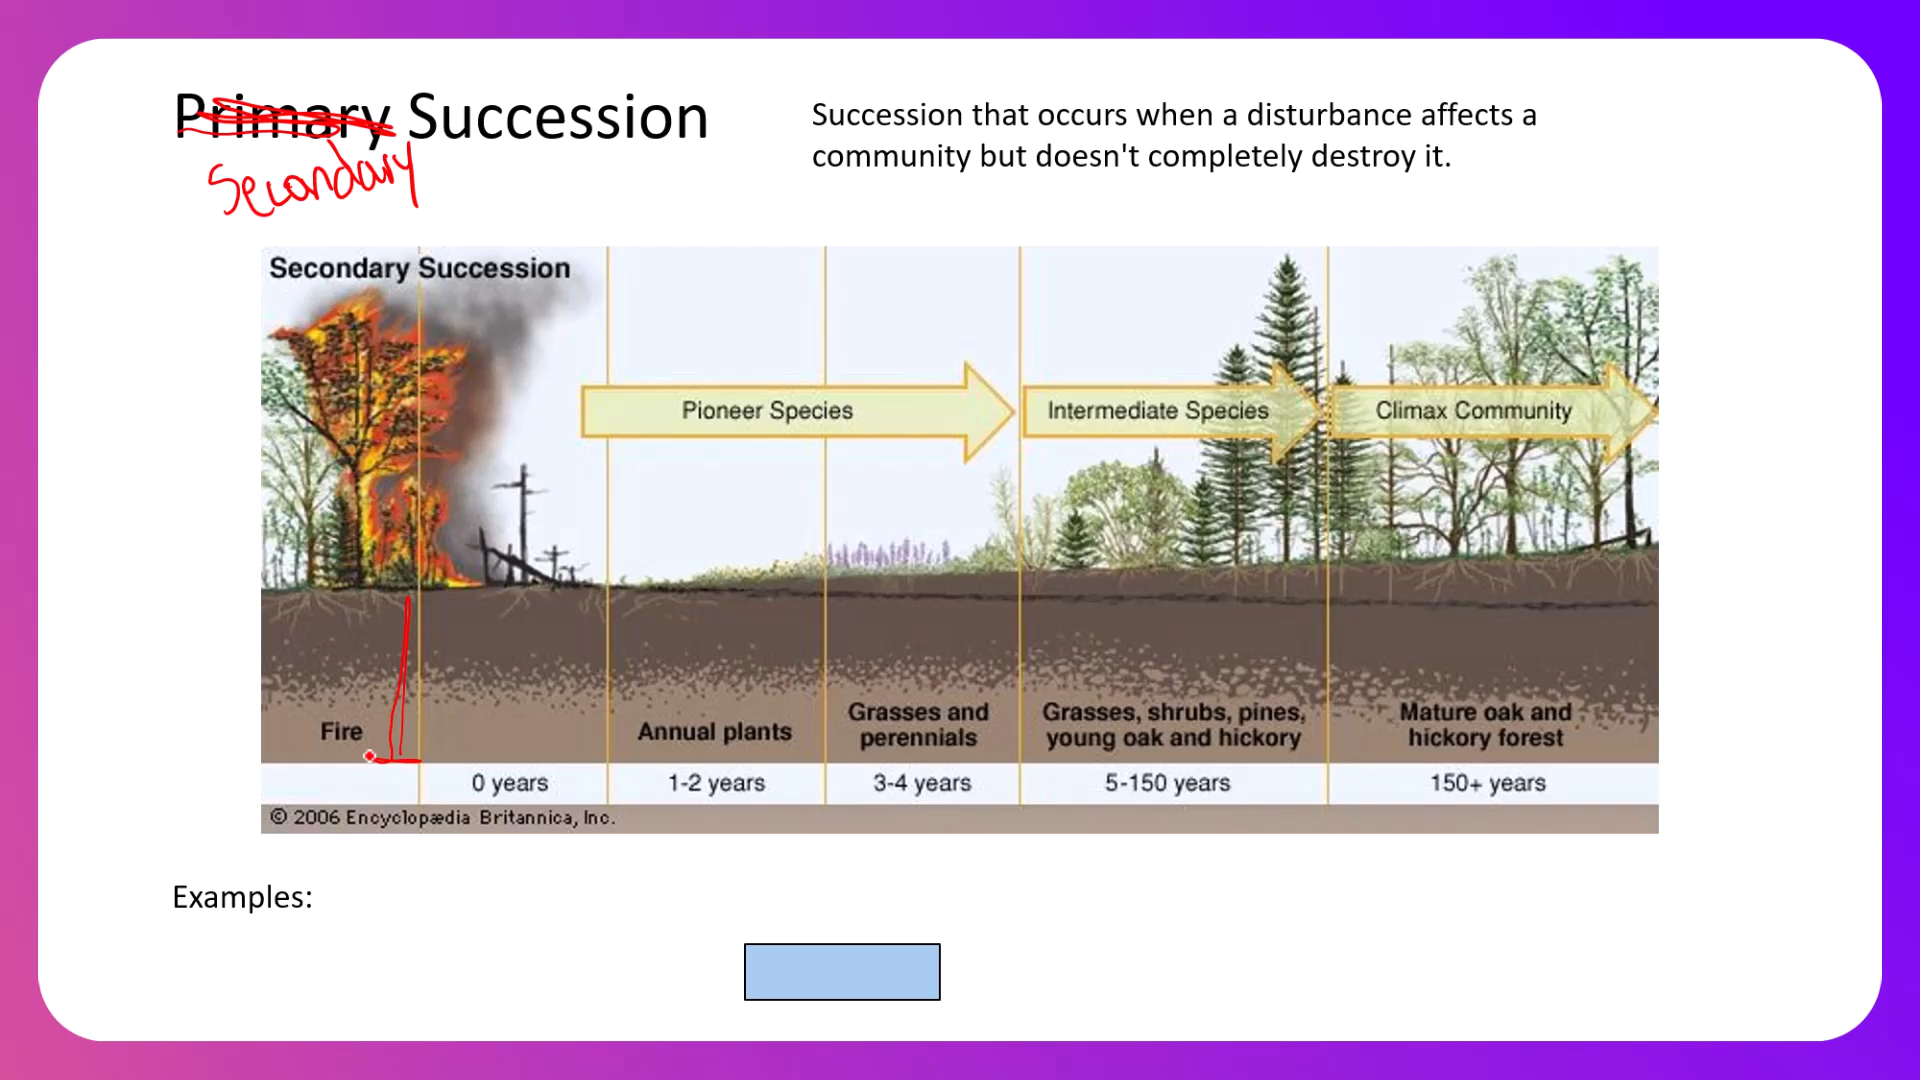 Primary Succession
Secondary
Succession that occurs when a disturbance affects a
community but doesn't completely destroy it.
Secondary Succession
Pioneer Species
Intermediate Species
Climax Community
Fire
Annual plants
Grasses and
perennials
Grasses, shrubs, pines,
young oak and hickory
Mature oak and
hickory forest
0 years
1-2 years
3-4 years
5-150 years
150+ years
© 2006 Encyclopædia Britannica, Inc.
Examples: